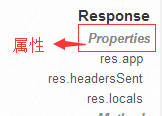 Response
属性
Properties
res.app
res.headersSent
res.locals